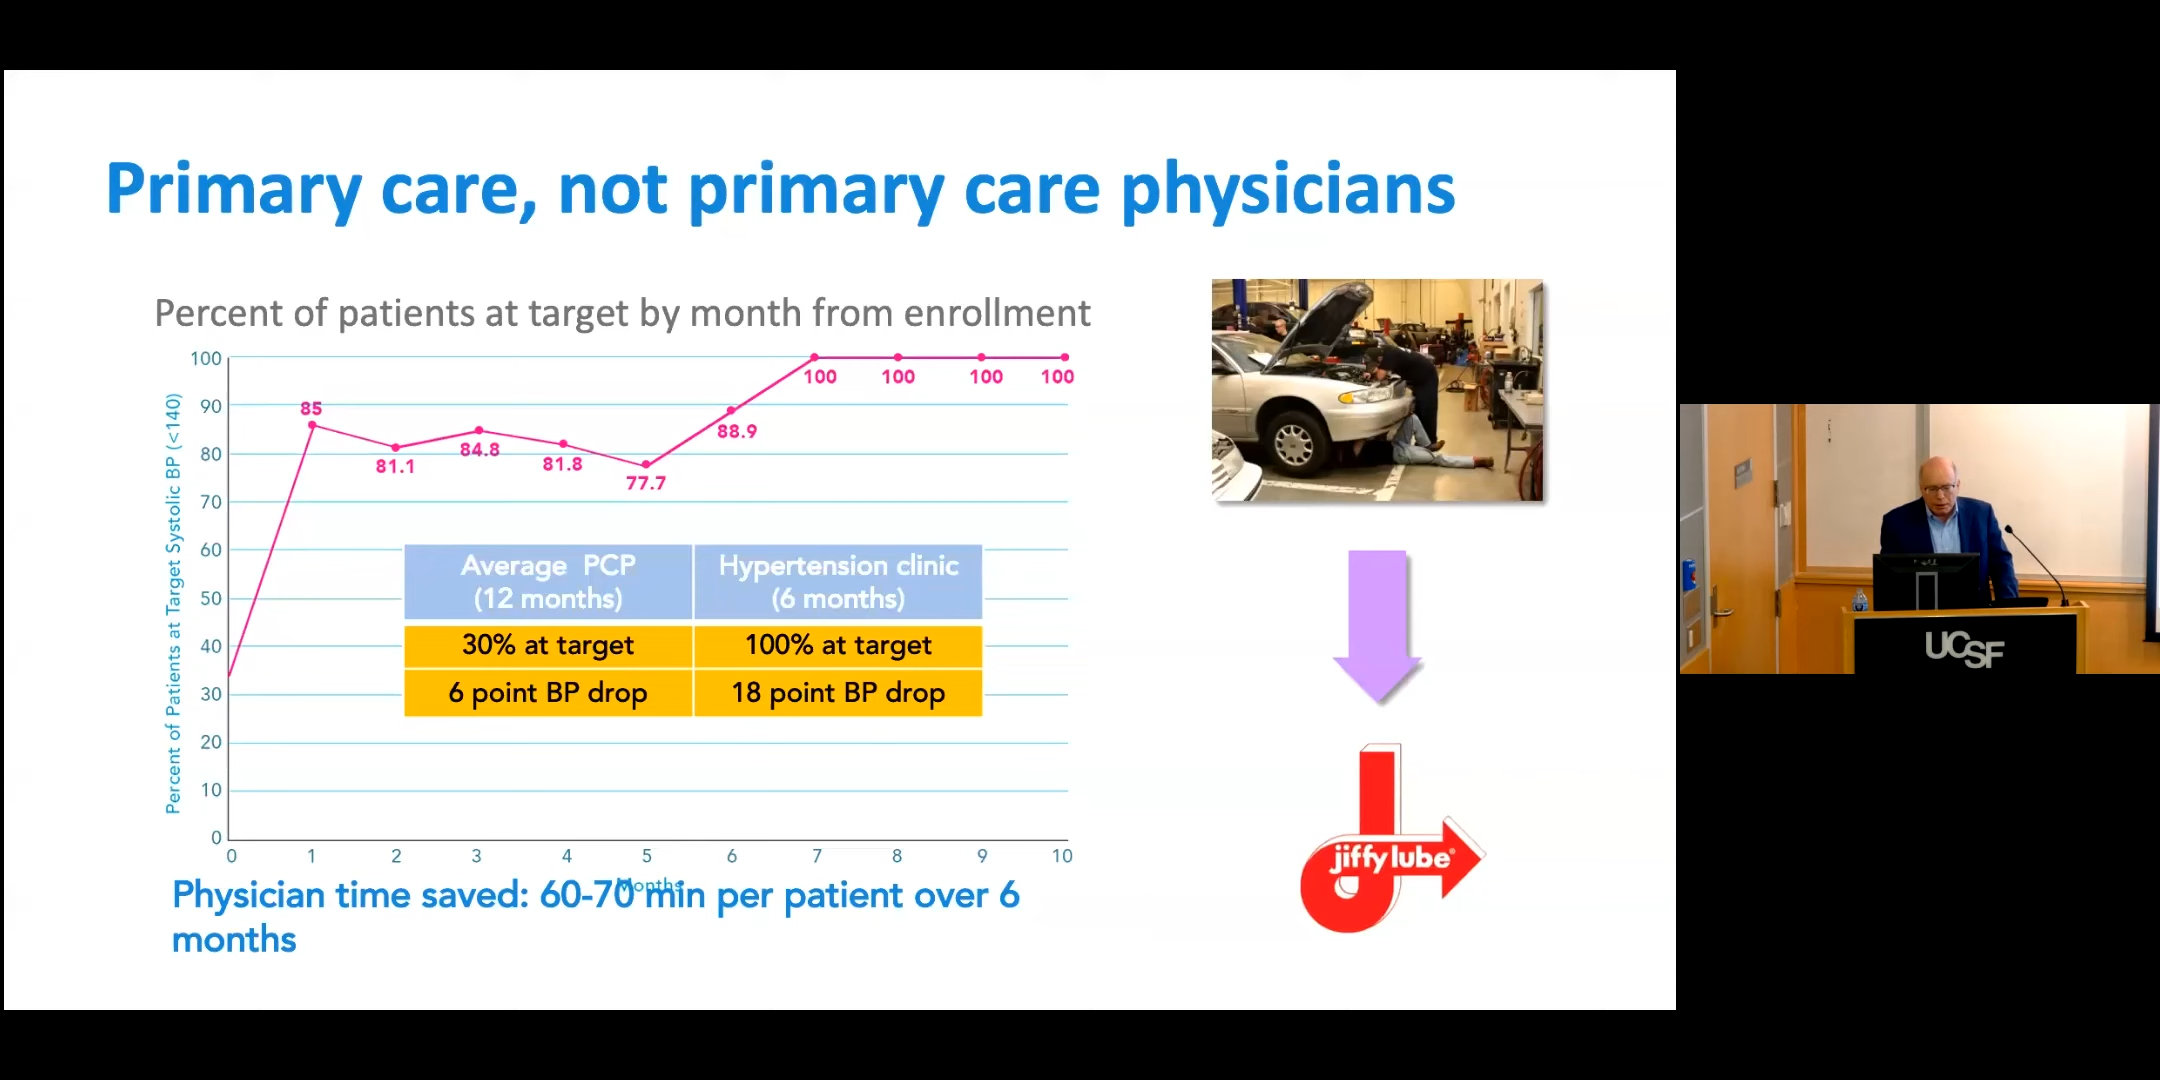 Primary care, not primary care physicians
Percent of patients at target by month from enrollment
Percent of Patients at Target Systolic BP (<140)
100
90
80
70
60
50
40
30
20
10
0
85
81.1
84.8
81.8
77.7
88.9
100
100
100
100
Average PCP
(12 months)
Hypertension clinic
(6 months)
30% at target
100% at target
6 point BP drop
18 point BP drop
0 1 2 3 4 5 6 7 8 9 10
Months
Physician time saved: 60-70 min per patient over 6
months
jiffy lube®
UCSF